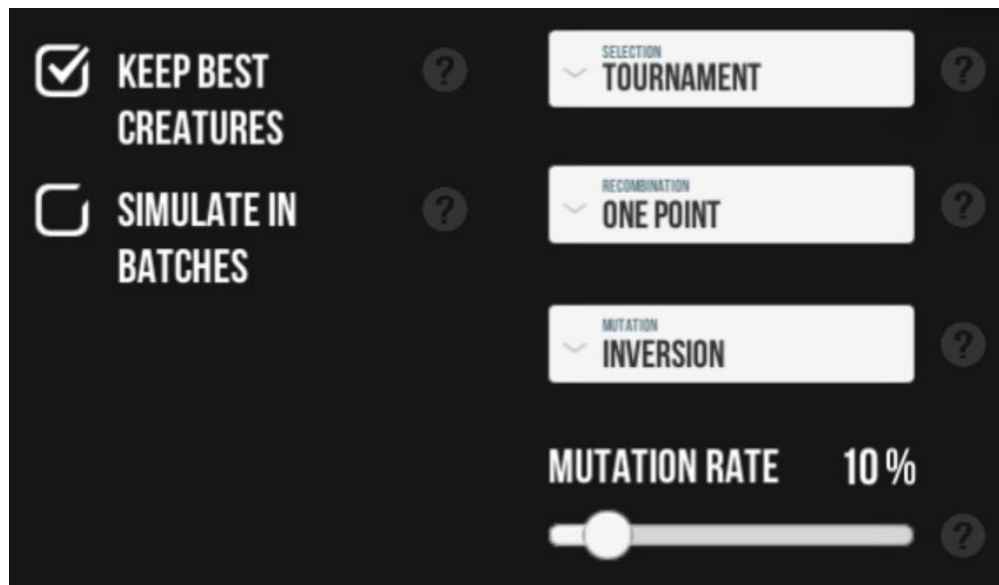 KEEP BEST
CREATURES
?
SIMULATE IN
BATCHES
?
SELECTION
TOURNAMENT
?
RECOMBINATION
ONE POINT
?
MUTATION
INVERSION
?
MUTATION RATE 10 %
?